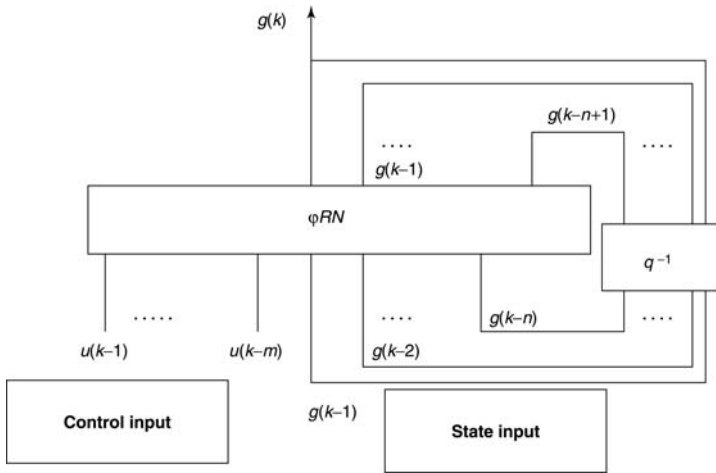 g(k)
g(k–n+1)
. . . .
. . . .
g(k–1)
φRN
q –1
. . . . .
. . . .
g(k–n)
. . . .
u(k–1)
u(k–m)
g(k–2)
g(k–1)
Control input
State input